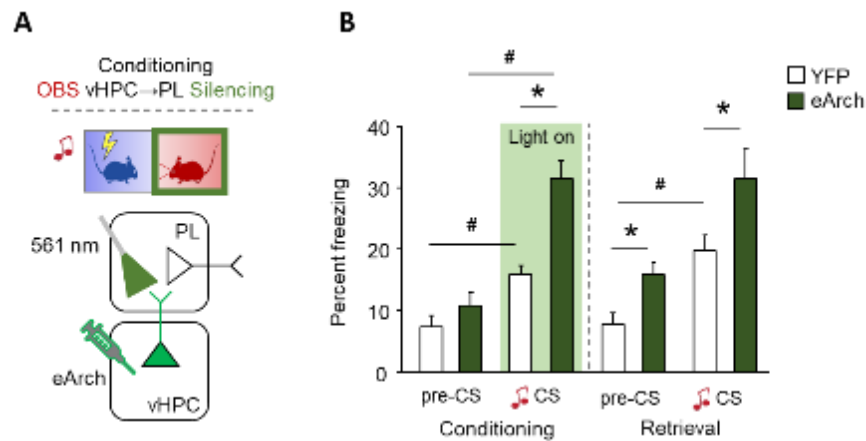 A
Conditioning
OBS vHPC→PL Silencing
561 nm
PL
eArch
vHPC
B
YFP
eArch
#
*
*
Light on
#
#
*
Percent freezing
40
30
20
10
0
pre-CS
CS
pre-CS
CS
Conditioning
Retrieval